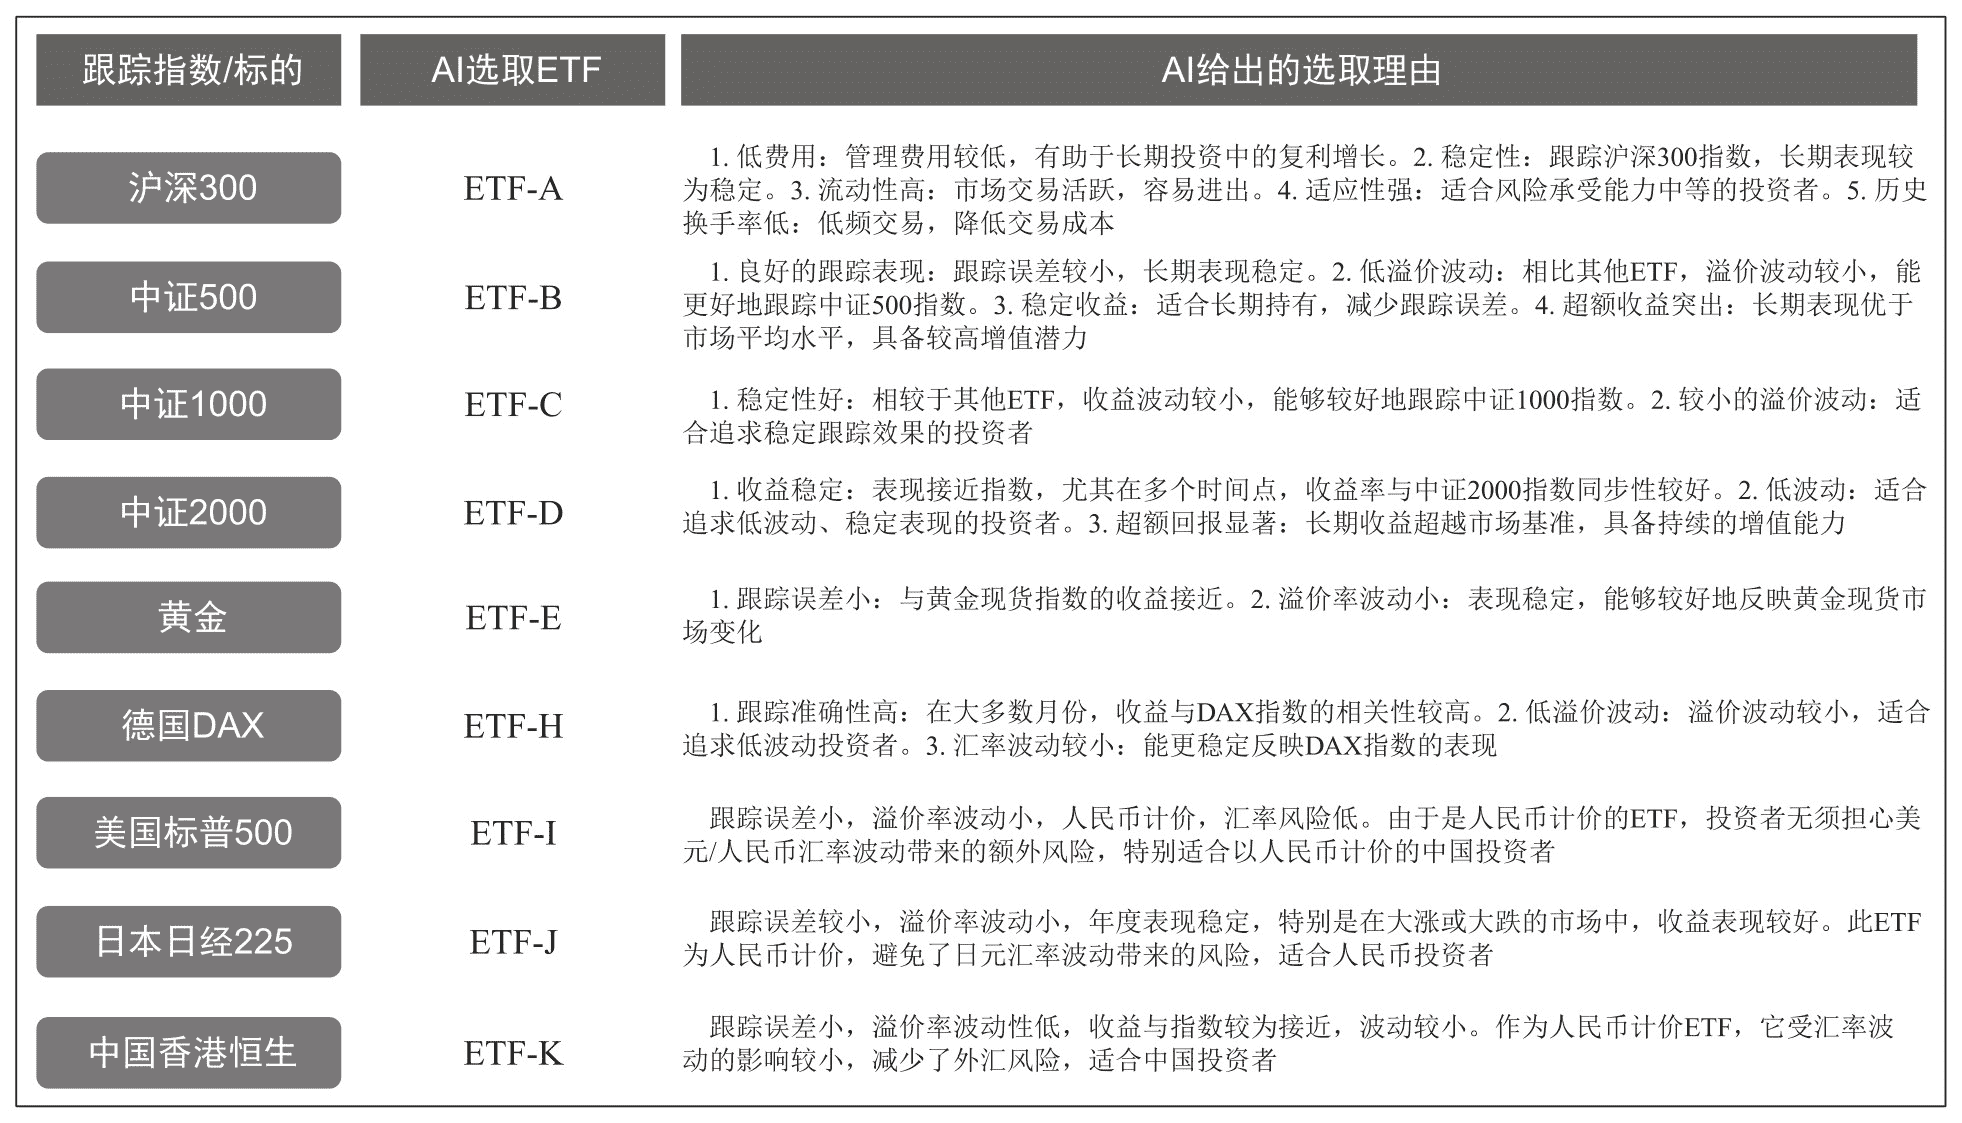 跟踪指数/标的
AI选取ETF
AI给出的选取理由
沪深300
ETF-A
1. 低费用：管理费用较低，有助于长期投资中的复利增长。2. 稳定性：跟踪沪深300指数，长期表现较
为稳定。3. 流动性高：市场交易活跃，容易进出。4. 适应性强：适合风险承受能力中等的投资者。5. 历史
换手率低：低频交易，降低交易成本
中证500
ETF-B
1. 良好的跟踪表现：跟踪误差较小，长期表现稳定。2. 低溢价波动：相比其他ETF，溢价波动较小，能
更好地跟踪中证500指数。3. 稳定收益：适合长期持有，减少跟踪误差。4. 超额收益突出：长期表现优于
市场平均水平，具备较高增值潜力
中证1000
ETF-C
1. 稳定性好：相较于其他ETF，收益波动较小，能够较好地跟踪中证1000指数。2. 较小的溢价波动：适
合追求稳定跟踪效果的投资者
中证2000
ETF-D
1. 收益稳定：表现接近指数，尤其在多个时间点，收益率与中证2000指数同步性较好。2. 低波动：适合
追求低波动、稳定表现的投资者。3. 超额回报显著：长期收益超越市场基准，具备持续的增值能力
黄金
ETF-E
1. 跟踪误差小：与黄金现货指数的收益接近。2. 溢价率波动小：表现稳定，能够较好地反映黄金现货市
场变化
德国DAX
ETF-H
1. 跟踪准确性高：在大多数月份，收益与DAX指数的相关性较高。2. 低溢价波动：溢价波动较小，适合
追求低波动投资者。3. 汇率波动较小：能更稳定反映DAX指数的表现
美国标普500
ETF-I
跟踪误差小，溢价率波动小，人民币计价，汇率风险低。由于是人民币计价的ETF，投资者无须担心美
元/人民币汇率波动带来的额外风险，特别适合以人民币计价的中国投资者
日本日经225
ETF-J
跟踪误差较小，溢价率波动小，年度表现稳定，特别是在大涨或大跌的市场中，收益表现较好。此ETF
为人民币计价，避免了日元汇率波动带来的风险，适合人民币投资者
中国香港恒生
ETF-K
跟踪误差小，溢价率波动性低，收益与指数较为接近，波动较小。作为人民币计价ETF，它受汇率波
动的影响较小，减少了外汇风险，适合中国投资者